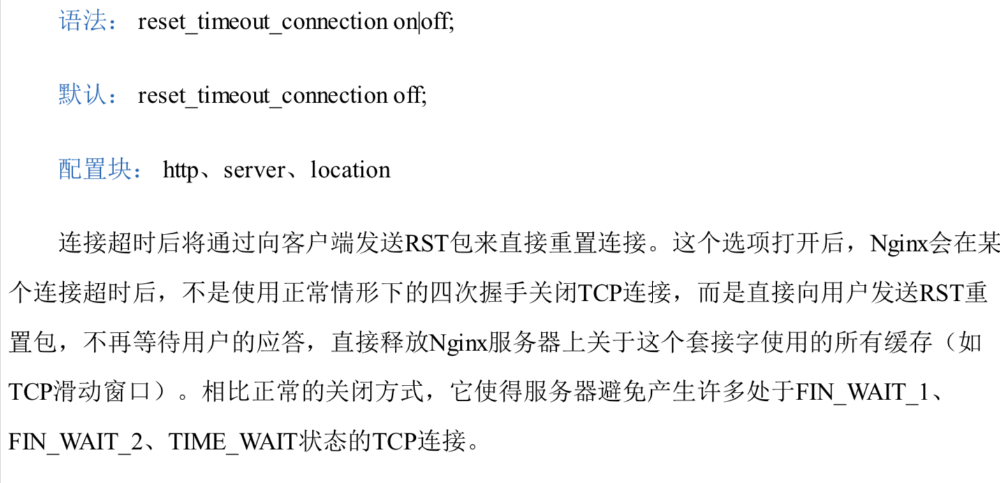 语法： reset_timeout_connection on|off;
默认： reset_timeout_connection off;
配置块： http、server、location
连接超时后将通过向客户端发送RST包来直接重置连接。这个选项打开后，Nginx会在某
个连接超时后，不是使用正常情形下的四次握手关闭TCP连接，而是直接向用户发送RST重
置包，不再等待用户的应答，直接释放Nginx服务器上关于这个套接字使用的所有缓存（如
TCP滑动窗口）。相比正常的关闭方式，它使得服务器避免产生许多处于FIN_WAIT_1、
FIN_WAIT_2、TIME_WAIT状态的TCP连接。